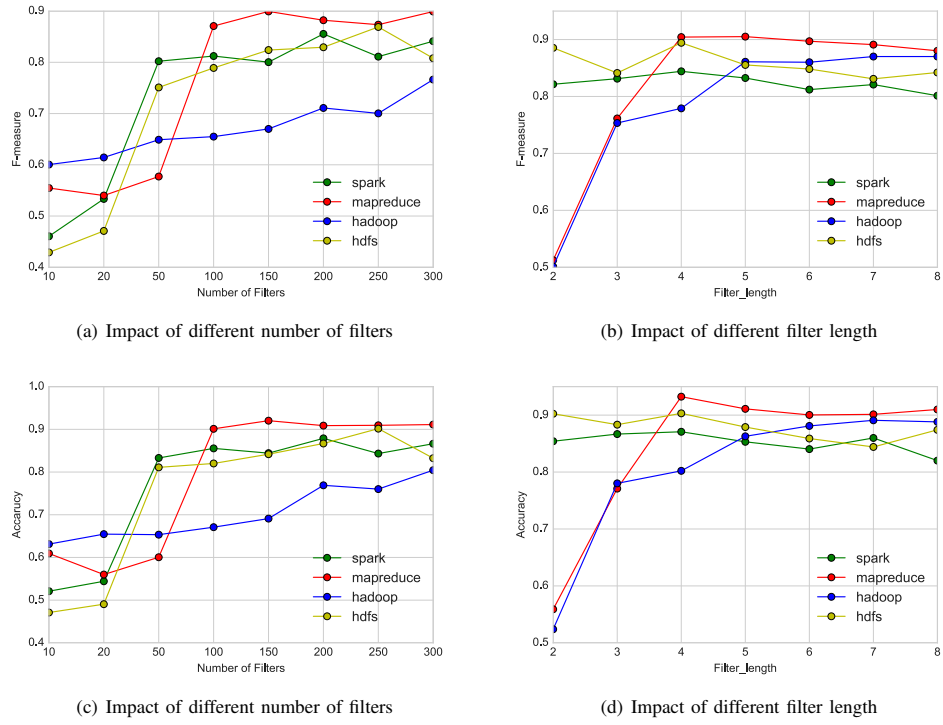 0.9
0.8
0.7
0.6
0.5
0.4
F-measure
spark
mapreduce
hadoop
hdfs
10 20 50 100 150 200 250 300
Number of Filters
(a) Impact of different number of filters
0.9
0.8
0.7
0.6
0.5
F-measure
spark
mapreduce
hadoop
hdfs
2 3 4 5 6 7 8
Filter_length
(b) Impact of different filter length
1.0
0.9
0.8
0.7
0.6
0.5
0.4
Accaracy
spark
mapreduce
hadoop
hdfs
10 20 50 100 150 200 250 300
Number of Filters
(c) Impact of different number of filters
0.9
0.8
0.7
0.6
0.5
Accuracy
spark
mapreduce
hadoop
hdfs
2 3 4 5 6 7 8
Filter_length
(d) Impact of different filter length